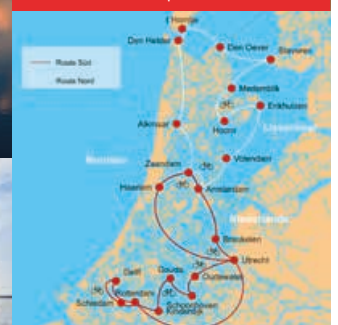 't Horntje
Den Helder
Den Oever
Stavoren
Route Süd
Route Nord
Medemblik
Enkhuizen
Alkmaar
Hoorn
IJsselmeer
Nordsee
Volendam
Zaandam
Haarlem
Amsterdam
Niederlande
Breukelen
Utrecht
Delft
Gouda
Oudewater
Rotterdam
Schiedam
Schoonhoven
Kinderdijk